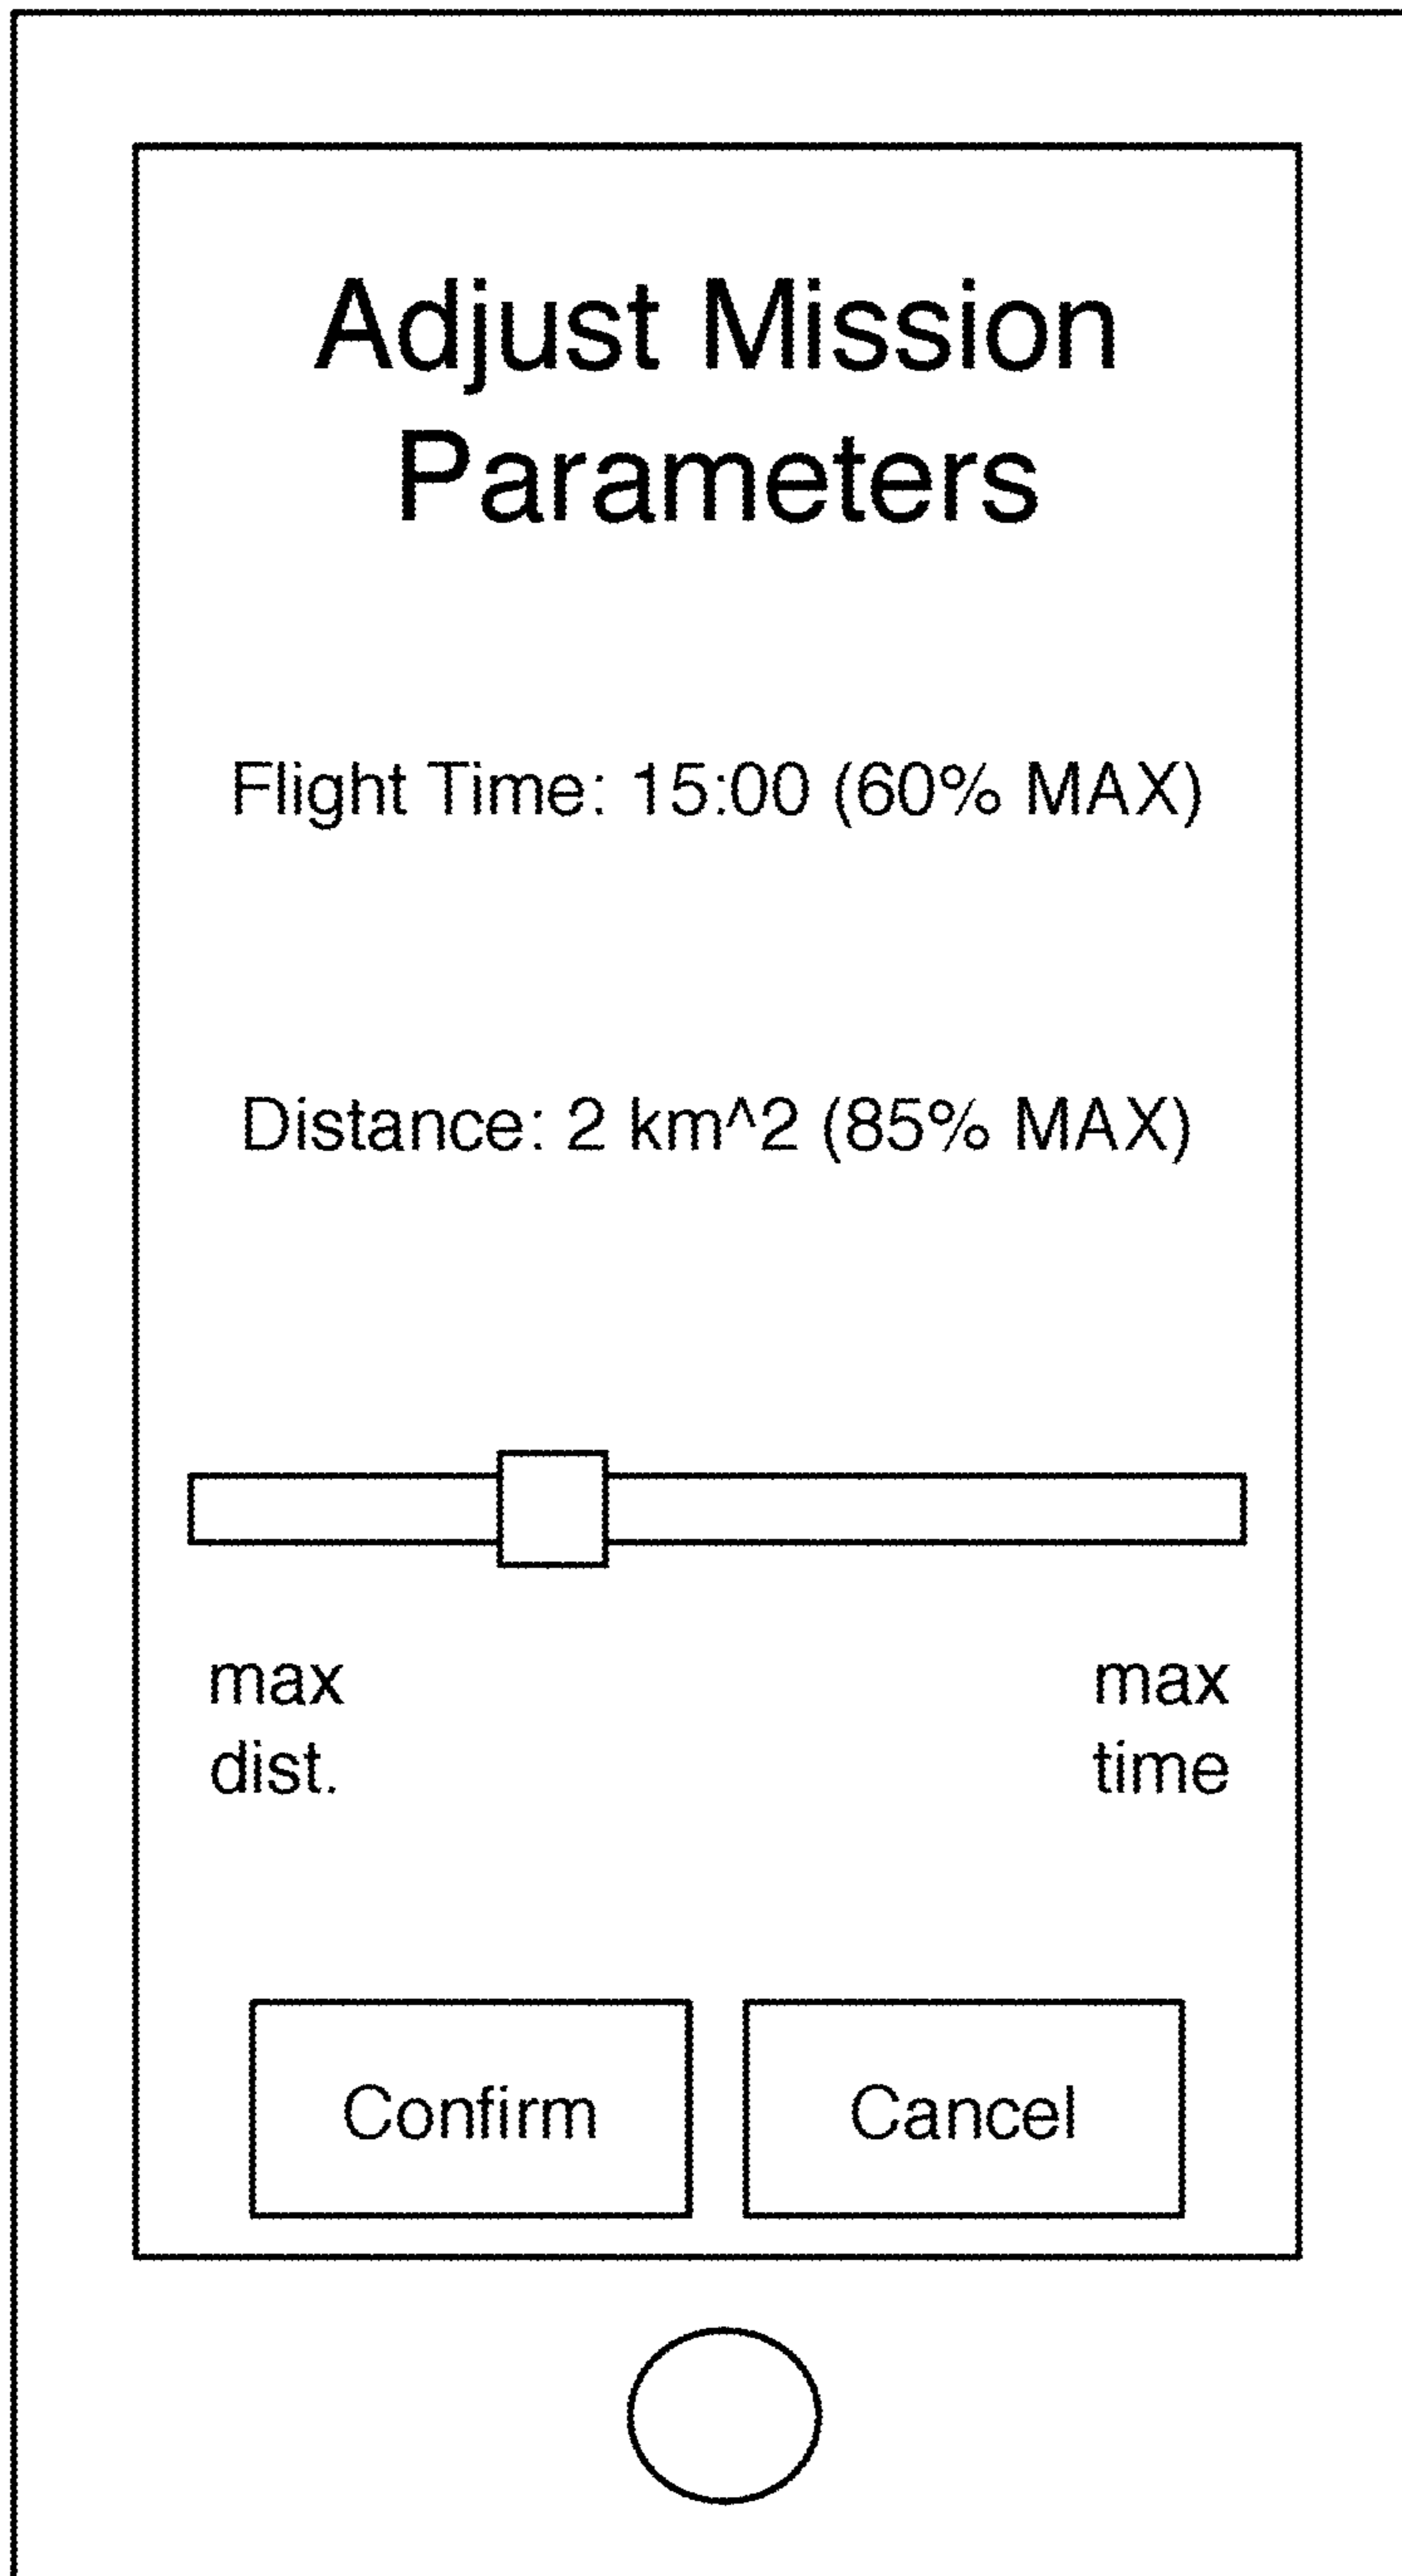 Adjust Mission
Parameters
Flight Time: 15:00 (60% MAX)
Distance: 2 km^2 (85% MAX)
max
dist.
max
time
Confirm
Cancel